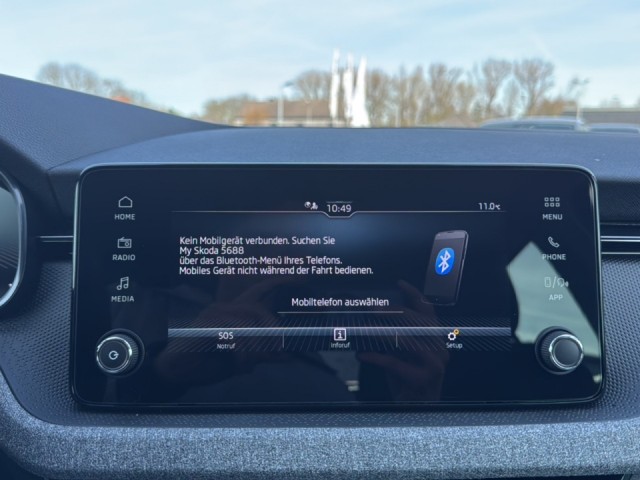 HOME
RADIO
MEDIA
10:49
11.0°C
Kein Mobilgerät verbunden. Suchen Sie
My Skoda 5688
über das Bluetooth-Menü Ihres Telefons.
Mobiles Gerät nicht während der Fahrt bedienen.
Mobiltelefon auswählen
SOS
Notruf
i
Inforuf
Setup
MENU
PHONE
APP